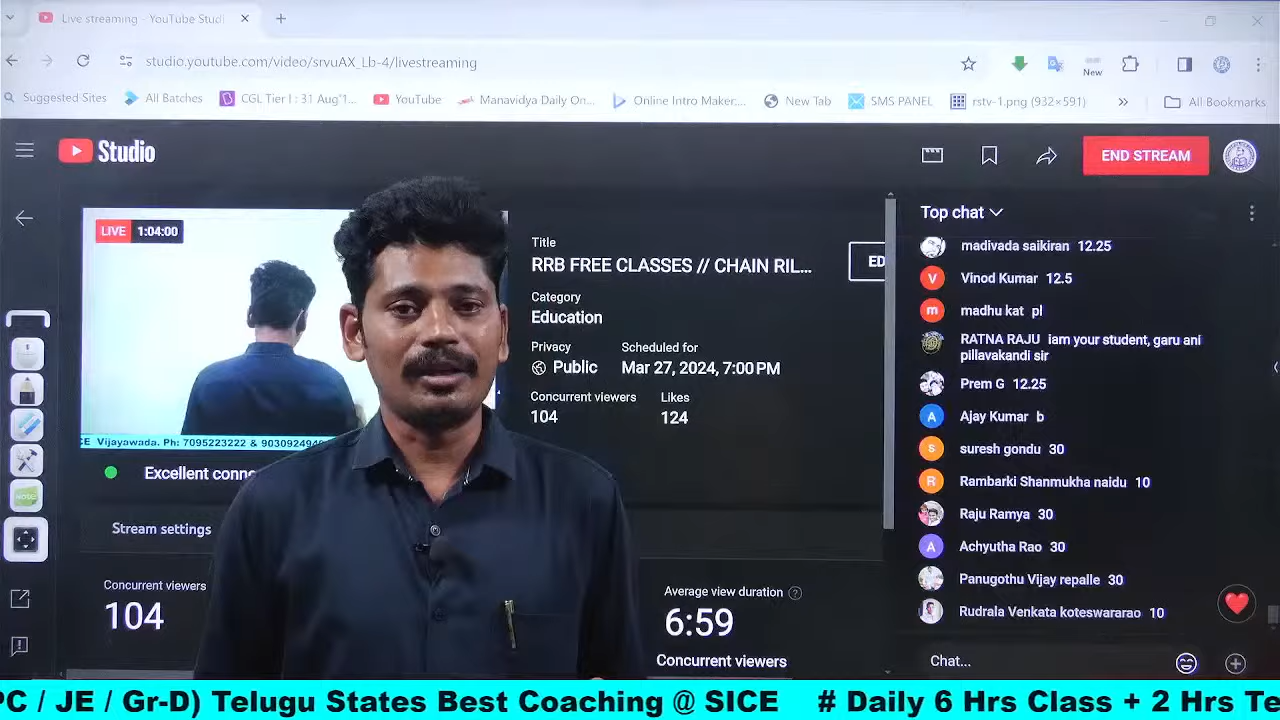 Live streaming - YouTube Studi
studio.youtube.com/video/srvuAX_Lb-4/livestreaming
New
Suggested Sites
All Batches
CGL Tier I : 31 Aug'1...
YouTube
Manavidya Daily On...
Online Intro Maker,...
New Tab
SMS PANEL
rstv-1.png (932×591)
All Bookmarks
Studio
END STREAM
LIVE 1:04:00
CE Vijayawada. Ph: 7095223222 &
Excellent conne
Stream settings
Concurrent viewers
104
Title
RRB FREE CLASSES // CHAIN RIL...
ED
Category
Education
Privacy
Public
Scheduled for
Mar 27, 2024, 7:00 PM
Concurrent viewers
104
Likes
124
Average view duration
6:59
Concurrent viewers
Top chat
madivada saikiran 12.25
V Vinod Kumar 12.5
m madhu kat pl
RATNA RAJU iam your student, garu ani
pillavakandi sir
Prem G 12.25
A Ajay Kumar b
S suresh gondu 30
R Rambarki Shanmukha naidu 10
Raju Ramya 30
A Achyutha Rao 30
Panugothu Vijay repalle 30
Rudrala Venkata koteswararao 10
Chat...
NOTE
PC / JE / Gr-D) Telugu States Best Coaching @ SICE # Daily 6 Hrs Class + 2 Hrs Te